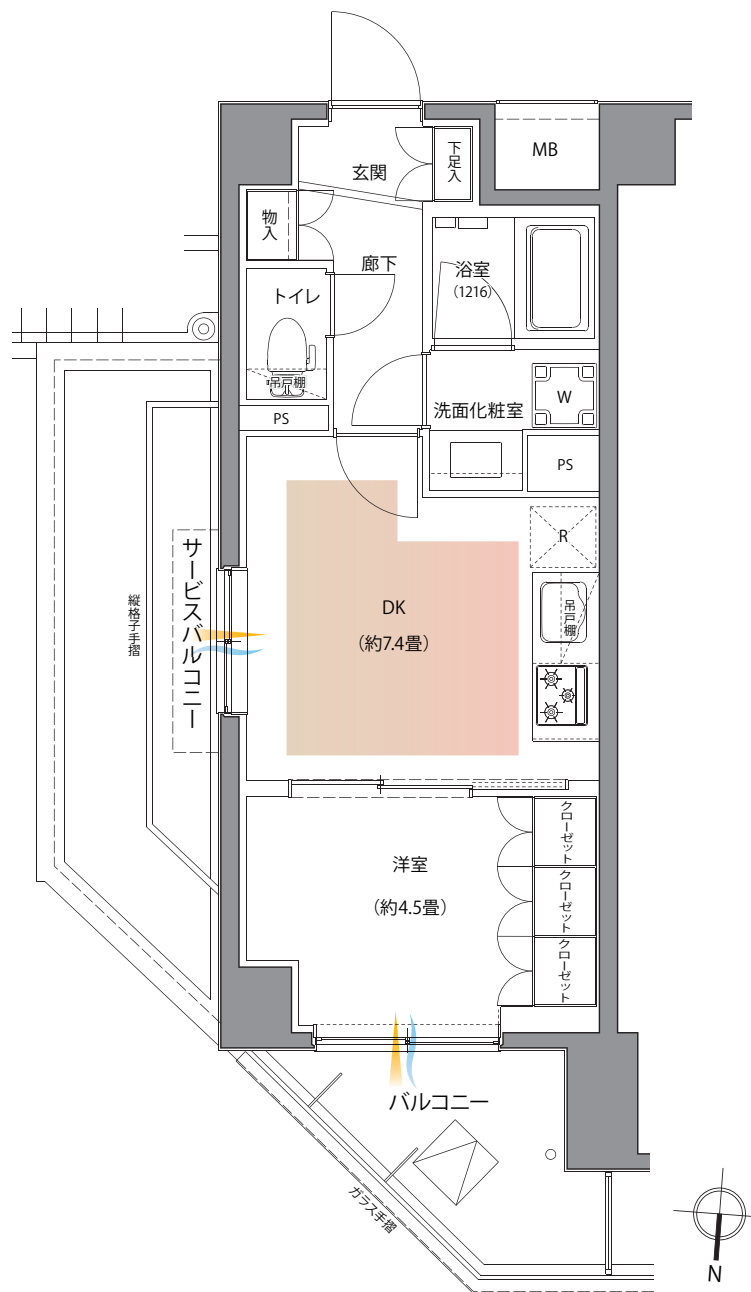 MB
下足入
玄関
物入
廊下
浴室
（1216）
トイレ
吊戸棚
W
洗面化粧室
PS
PS
R
吊戸棚
DK
（約7.4畳）
サービスバルコニー
縦格子手摺
クローゼット
クローゼット
クローゼット
洋室
（約4.5畳）
バルコニー
ガラス手摺
N